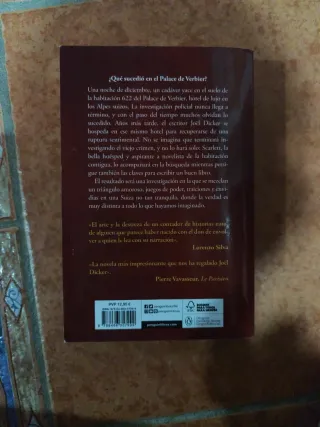 ¿Qué sucedió en el Palace de Verbier?
Una noche de diciembre, un cadáver yace en el suelo de
la habitación 622 del Palace de Verbier, hotel de lujo en los
Alpes suizos. La investigación policial nunca llega a
término, y con el paso del tiempo muchos olvidan lo
sucedido. Años más tarde, el escritor Joël Dicker se
hospeda en ese mismo hotel para recuperarse de una
ruptura sentimental. No se imagina que terminará
investigando el viejo crimen, y no lo hará solo: Scarlett, la
bella huésped y aspirante a novelista de la habitación
contigua, lo acompañará en la búsqueda mientras procu-
también las claves para escribir un buen libro.
El resultado será una investigación en la que se mezclan
un triángulo amoroso, juegos de poder, traiciones y envi-
dias en una Suiza no tan tranquila, donde la verdad es
muy distinta a todo lo que hayamos imaginado.
«El arte y la destreza de un contador de historias
de alguien que parece haber nacido con el don de envol-
ver a quien lo lea con su narración».
Lorenzo Silva
«La novela más impresionante que nos ha regalado Joël
Dicker».
Pierre Vavasseur, Le Parisien
PVP 12,95 €